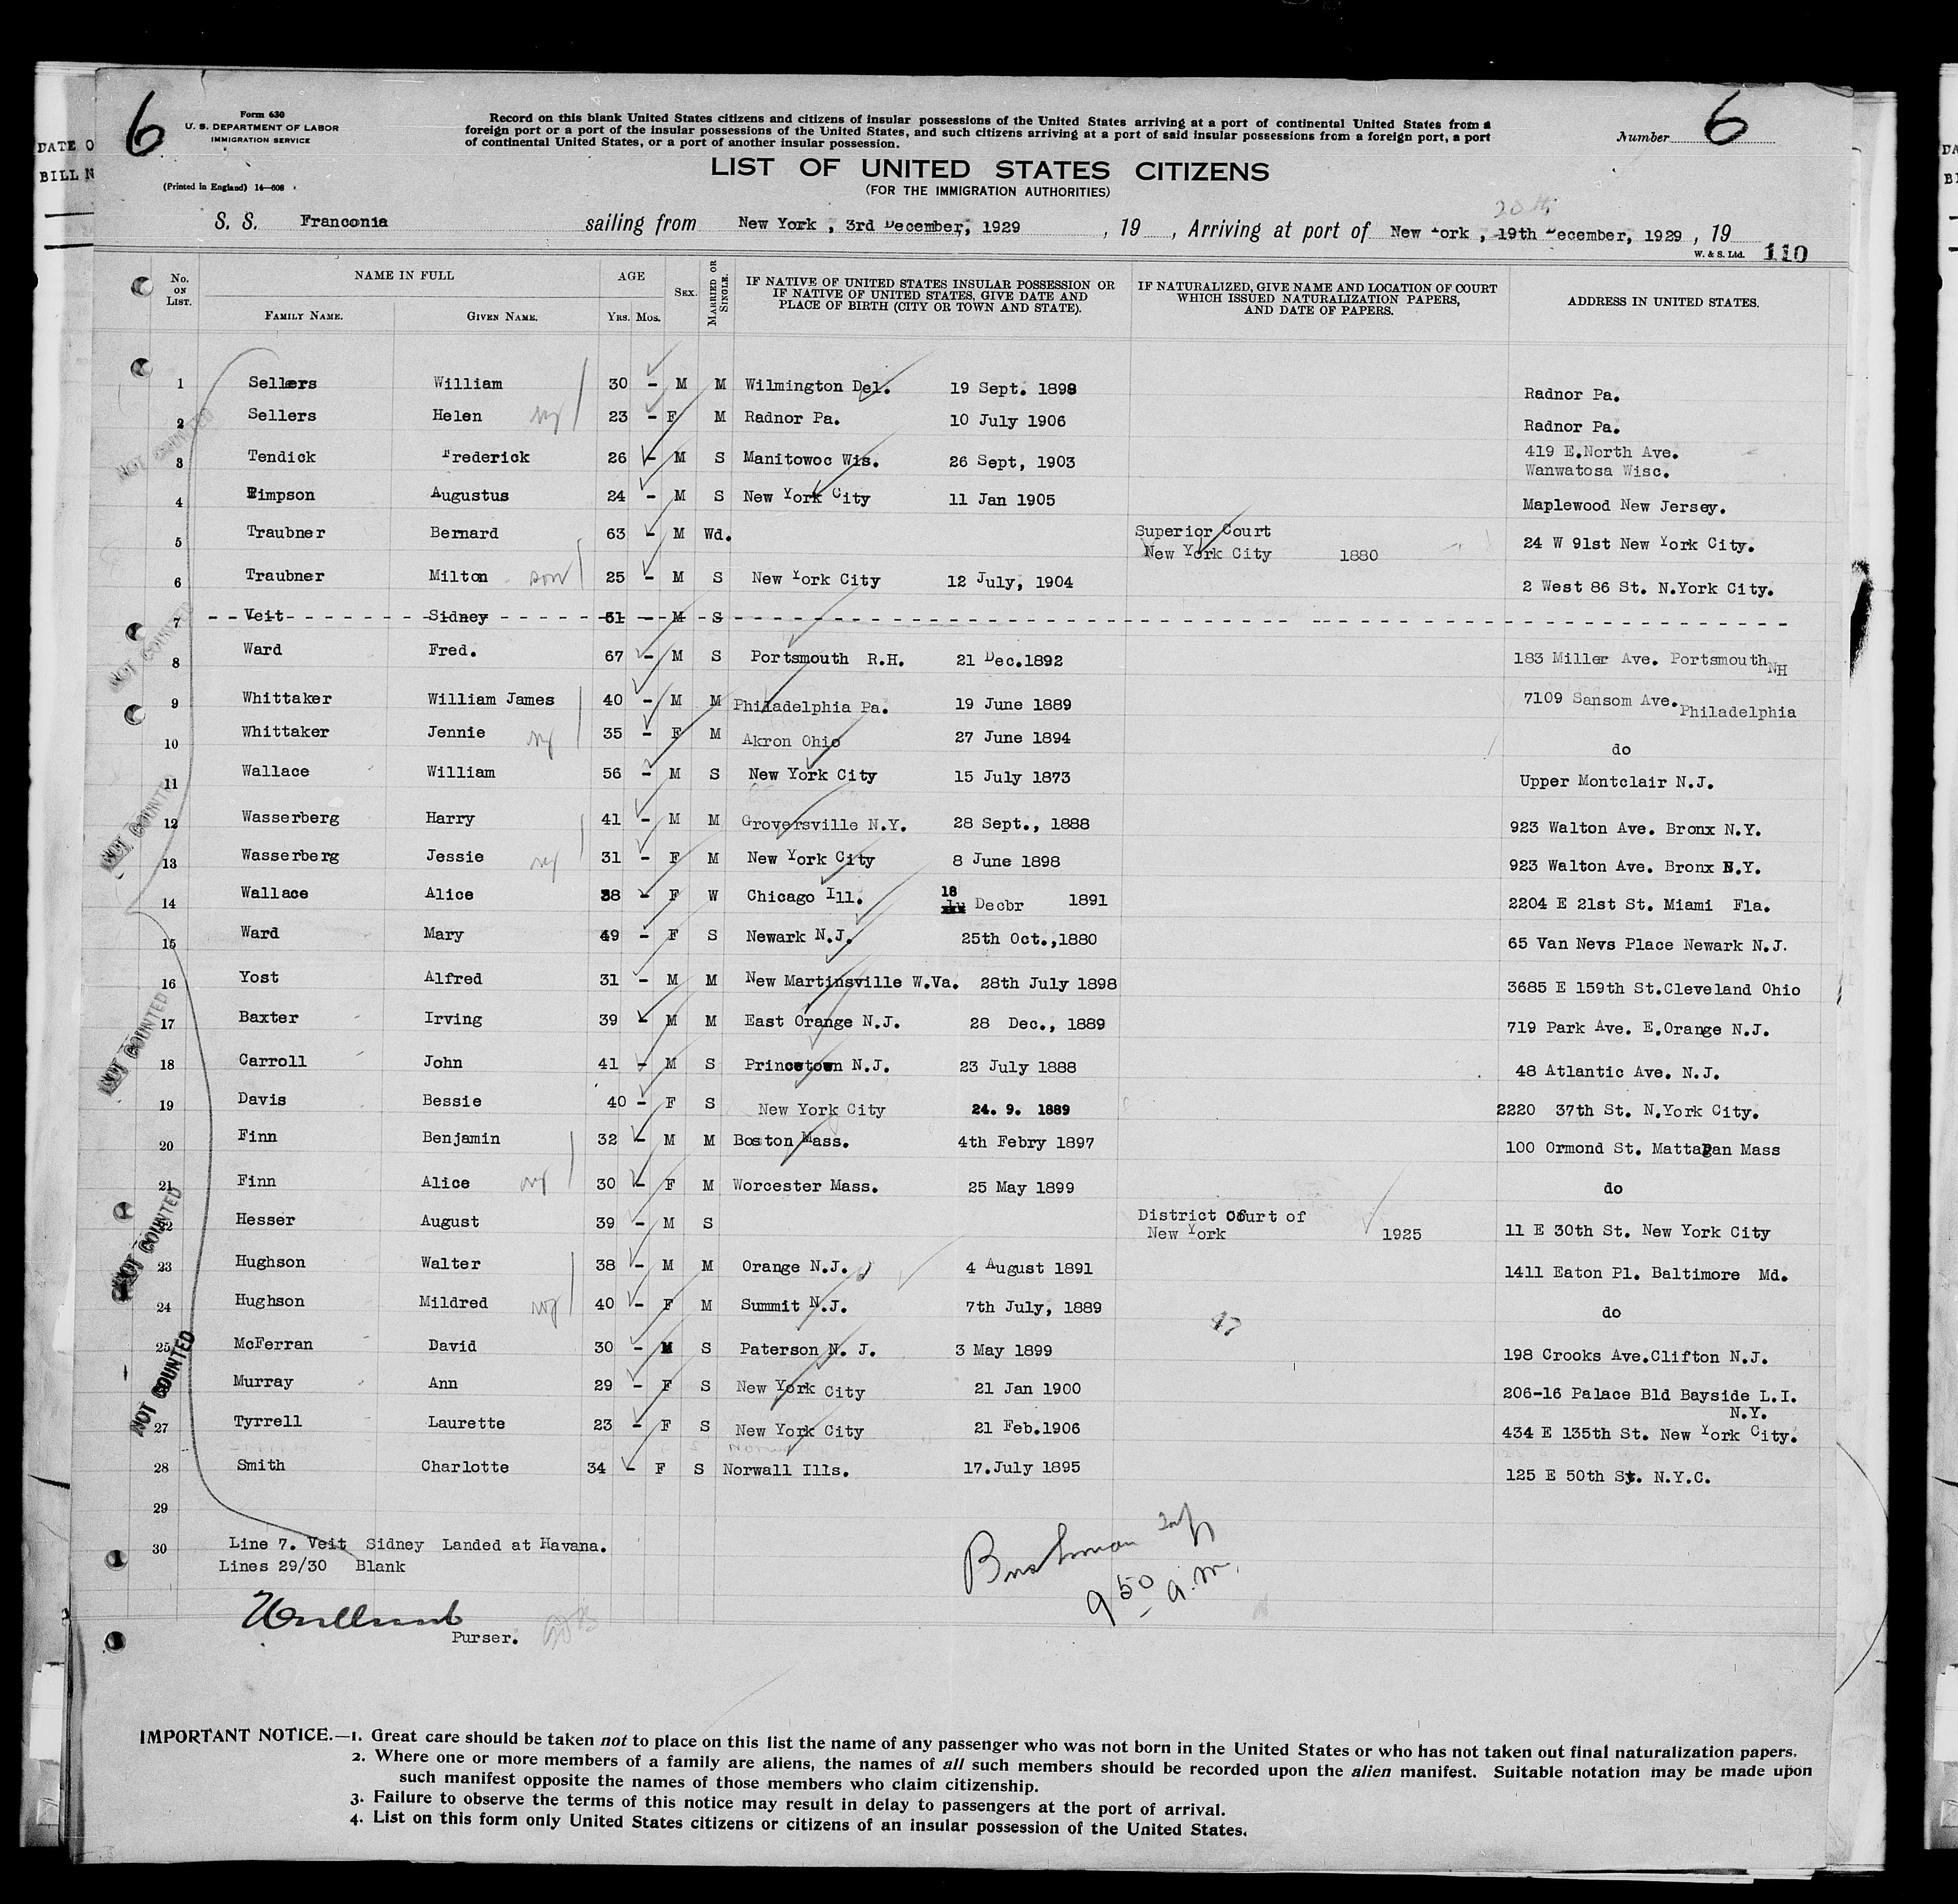 6
Form 630
U. S. DEPARTMENT OF LABOR
IMMIGRATION SERVICE
(Printed in England) 14—608
Record on this blank United States citizens and citizens of insular possessions of the United States arriving at a port of continental United States from a
foreign port or a port of the insular possessions of the United States, and such citizens arriving at a port of said insular possessions from a foreign port, a port
of continental United States, or a port of another insular possession.
Number 6
LIST OF UNITED STATES CITIZENS
(FOR THE IMMIGRATION AUTHORITIES)
20th
S. S. Franconia sailing from New York , 3rd December, 1929 , 19 , Arriving at port of New York , 19th December, 1929 , 19
W. & S. Ltd. 110
DATE O
BILL N
No. ON LIST. NAME IN FULL AGE SEX. MARRIED OR SINGLE. IF NATIVE OF UNITED STATES INSULAR POSSESSION OR IF NATIVE OF UNITED STATES, GIVE DATE AND PLACE OF BIRTH (CITY OR TOWN AND STATE). IF NATURALIZED, GIVE NAME AND LOCATION OF COURT WHICH ISSUED NATURALIZATION PAPERS, AND DATE OF PAPERS. ADDRESS IN UNITED STATES.
FAMILY NAME. GIVEN NAME. YRS. MOS.
1 Sellers William 30 - M M Wilmington Del. 19 Sept. 1898 Radnor Pa.
2 Sellers Helen 23 - F M Radnor Pa. 10 July 1906 Radnor Pa.
3 Tendick Frederick 26 - M S Manitowoc Wis. 26 Sept, 1903 419 E.North Ave. Wanwatosa Wisc.
4 Timpson Augustus 24 - M S New York City 11 Jan 1905 Maplewood New Jersey.
5 Traubner Bernard 63 - M Wd. Superior Court New York City 1880 24 W 91st New York City.
6 Traubner Milton son 25 - M S New York City 12 July, 1904 2 West 86 St. N.York City.
7 Veit Sidney 51 - M S
8 Ward Fred. 67 - M S Portsmouth R.H. 21 Dec.1892 183 Miller Ave. Portsmouth NH
9 Whittaker William James 40 - M M Philadelphia Pa. 19 June 1889 7109 Sansom Ave. Philadelphia
10 Whittaker Jennie 35 - F M Akron Ohio 27 June 1894 do
11 Wallace William 56 - M S New York City 15 July 1873 Upper Montclair N.J.
12 Wasserberg Harry 41 - M M Groversville N.Y. 28 Sept., 1888 923 Walton Ave. Bronx N.Y.
13 Wasserberg Jessie 31 - F M New York City 8 June 1898 923 Walton Ave. Bronx N.Y.
14 Wallace Alice 38 - F W Chicago Ill. 18 Decbr 1891 2204 E 21st St. Miami Fla.
15 Ward Mary 49 - F S Newark N.J. 25th Oct.,1880 65 Van Nevs Place Newark N.J.
16 Yost Alfred 31 - M M New Martinsville W.Va. 28th July 1898 3685 E 159th St.Cleveland Ohio
17 Baxter Irving 39 - M M East Orange N.J. 28 Dec., 1889 719 Park Ave. E.Orange N.J.
18 Carroll John 41 - M S Princetown N.J. 23 July 1888 48 Atlantic Ave. N.J.
19 Davis Bessie 40 - F S New York City 24. 9. 1889 2220 37th St. N.York City.
20 Finn Benjamin 32 - M M Boston Mass. 4th Febry 1897 100 Ormond St. Mattapan Mass
21 Finn Alice 30 - F M Worcester Mass. 25 May 1899 do
22 Hesser August 39 - M S District Court of New York 1925 11 E 30th St. New York City
23 Hughson Walter 38 - M M Orange N.J. 4 August 1891 1411 Eaton Pl. Baltimore Md.
24 Hughson Mildred 40 - F M Summit N.J. 7th July, 1889 do
25 McFerran David 30 - M S Paterson N. J. 3 May 1899 198 Crooks Ave.Clifton N.J.
Murray Ann 29 - F S New York City 21 Jan 1900 206-16 Palace Bld Bayside L.I. N.Y.
27 Tyrrell Laurette 23 - F S New York City 21 Feb.1906 434 E 135th St. New York City.
28 Smith Charlotte 34 - F S Norwall Ills. 17.July 1895 125 E 50th St. N.Y.C.
29
30
NOT COUNTED
NOT COUNTED
NOT COUNTED
NOT COUNTED
NOT COUNTED
NOT COUNTED
47
Line 7. Veit Sidney Landed at Havana.
Lines 29/30 Blank
Purser.
9 50 a.m.
IMPORTANT NOTICE.—1. Great care should be taken not to place on this list the name of any passenger who was not born in the United States or who has not taken out final naturalization papers.
2. Where one or more members of a family are aliens, the names of all such members should be recorded upon the alien manifest. Suitable notation may be made upon
such manifest opposite the names of those members who claim citizenship.
3. Failure to observe the terms of this notice may result in delay to passengers at the port of arrival.
4. List on this form only United States citizens or citizens of an insular possession of the United States.